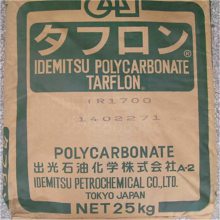 タフロン®
IDEMITSU POLYCARBONATE
TARFLON
IR1700
1402271
POLYCARBONATE
出光石油化学株式会社 A-2
IDEMITSU PETROCHEMICAL CO., LTD.
TOKYO JAPAN
NET 25kg